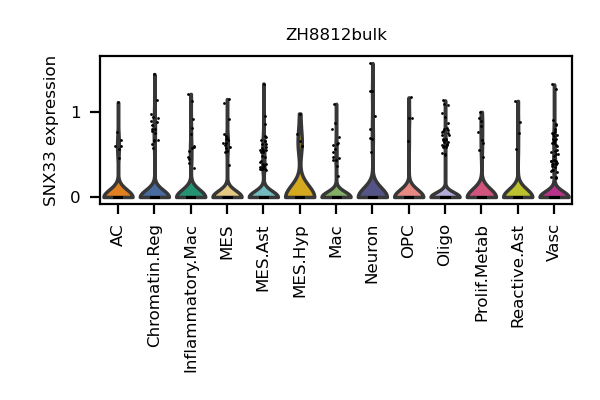 ZH8812bulk
SNX33 expression
1
0
AC
Chromatin.Reg
Inflammatory.Mac
MES
MES.Ast
MES.Hyp
Mac
Neuron
OPC
Oligo
Prolif.Metab
Reactive.Ast
Vasc